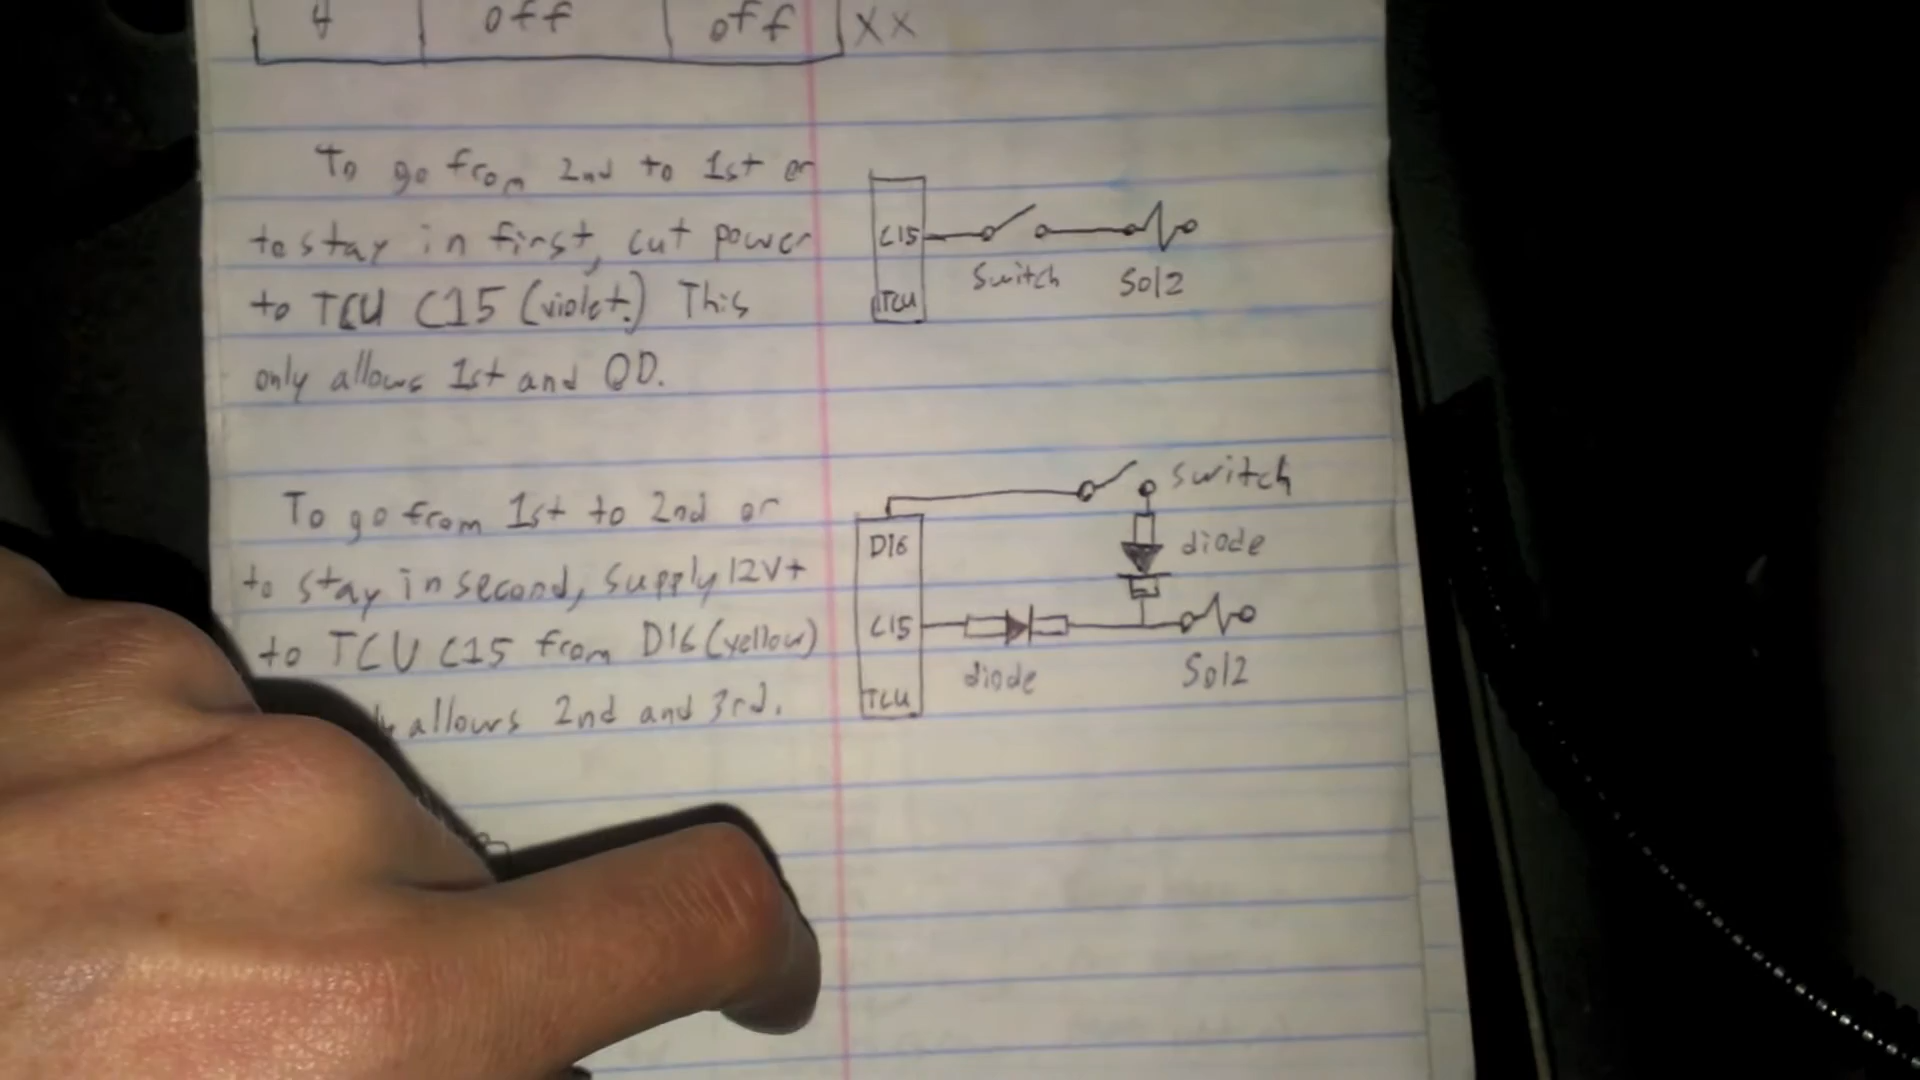 4 off off XX
To go from 2nd to 1st or
to stay in first, cut power
to TCU C15 (violet.) This
only allows 1st and OD.
C15
TCU
Switch Sol2
To go from 1st to 2nd or
to stay in second, supply 12V+
to TCU C15 from D16 (yellow)
allows 2nd and 3rd.
switch
D16 diode
C15
diode Sol2
TCU